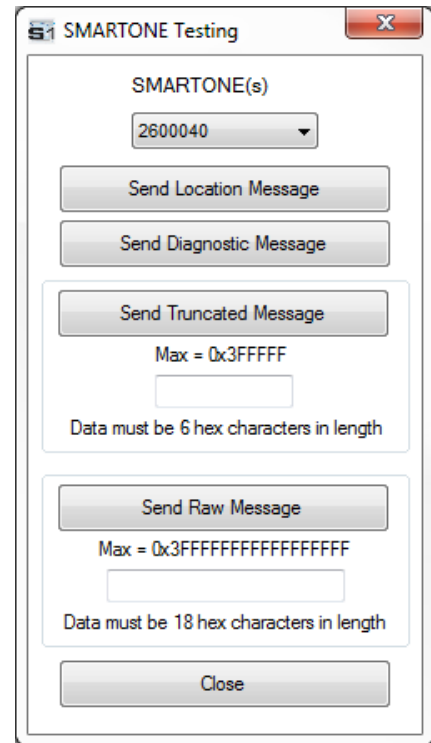 S1 SMARTONE Testing
SMARTONE(s)
2600040
Send Location Message
Send Diagnostic Message
Send Truncated Message
Max = 0x3FFFFF
Data must be 6 hex characters in length
Send Raw Message
Max = 0x3FFFFFFFFFFFFFFFFF
Data must be 18 hex characters in length
Close